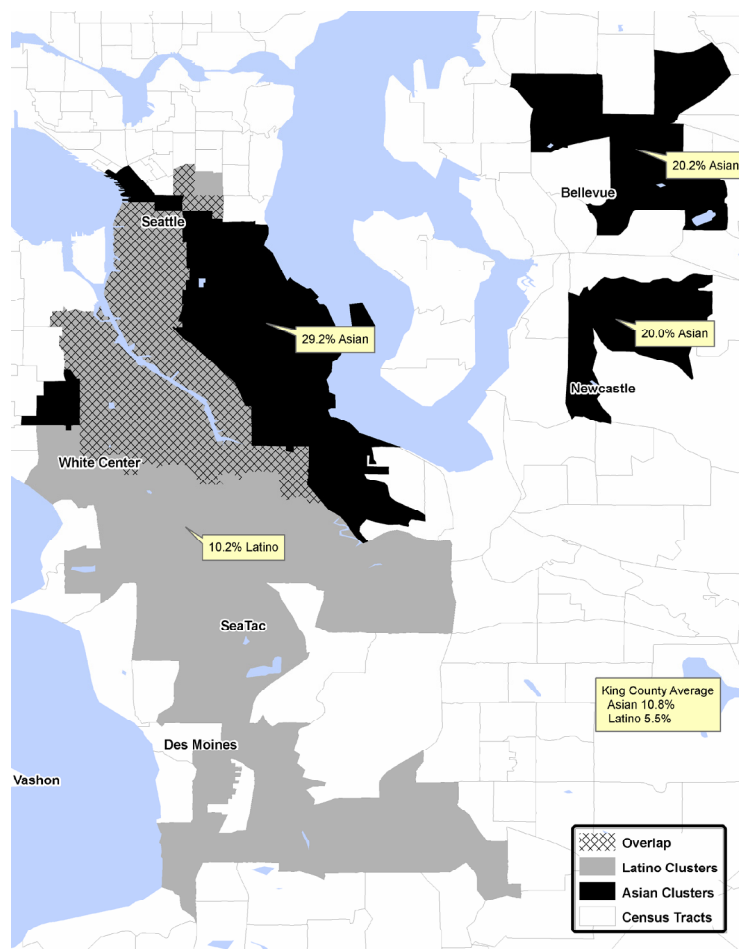 20.2% Asian
Bellevue
Seattle
29.2% Asian
20.0% Asian
Newcastle
White Center
10.2% Latino
SeaTac
King County Average
Asian 10.8%
Latino 5.5%
Des Moines
Vashon
Overlap
Latino Clusters
Asian Clusters
Census Tracts